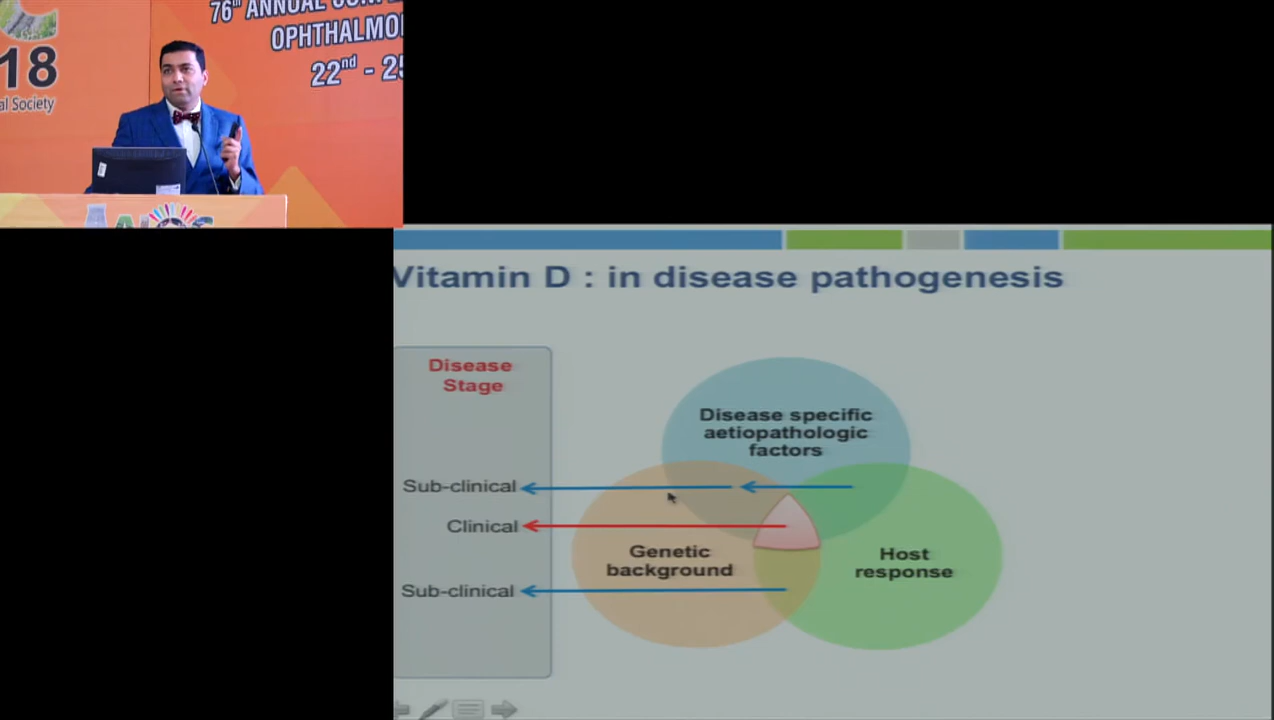 18
al Society
76th ANNUAL CONF
OPHTHALMO
22nd - 25
Vitamin D : in disease pathogenesis
Disease
Stage
Sub-clinical
Clinical
Sub-clinical
Disease specific
aetiopathologic
factors
Genetic
background
Host
response